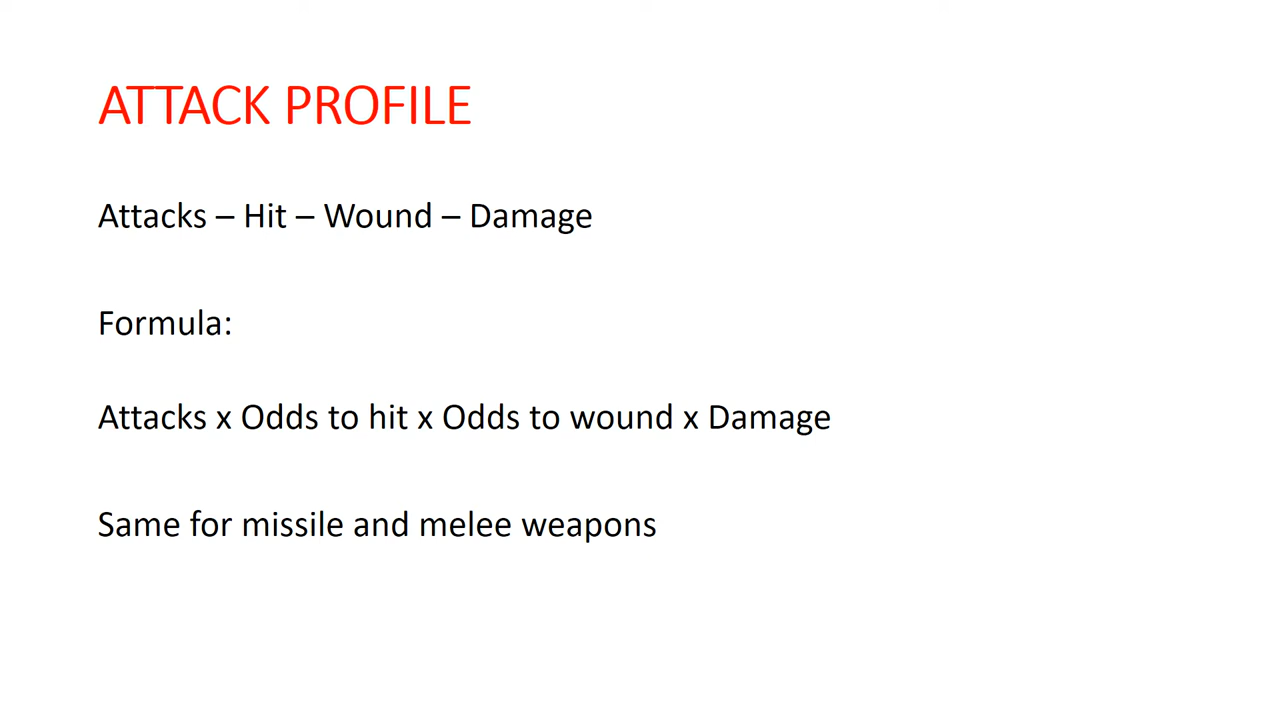 ATTACK PROFILE
Attacks – Hit – Wound – Damage
Formula:
Attacks x Odds to hit x Odds to wound x Damage
Same for missile and melee weapons